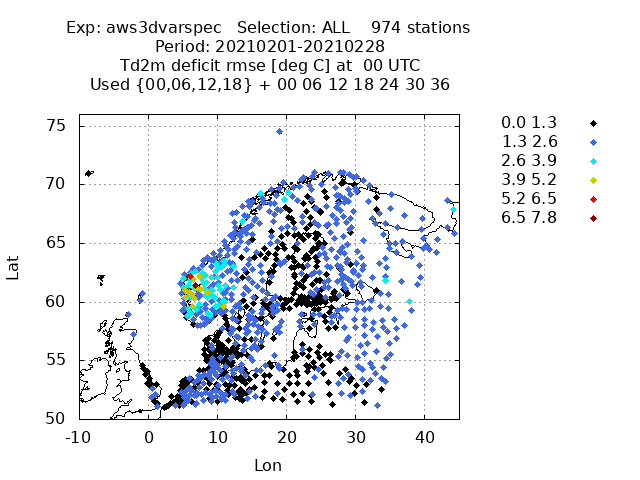 Exp: aws3dvarspec   Selection: ALL    974 stations
Period: 20210201-20210228
Td2m deficit rmse [deg C] at  00 UTC
Used {00,06,12,18} + 00 06 12 18 24 30 36
0.0 1.3
1.3 2.6
2.6 3.9
3.9 5.2
5.2 6.5
6.5 7.8
75
70
65
60
55
50
Lat
-10 0 10 20 30 40
Lon